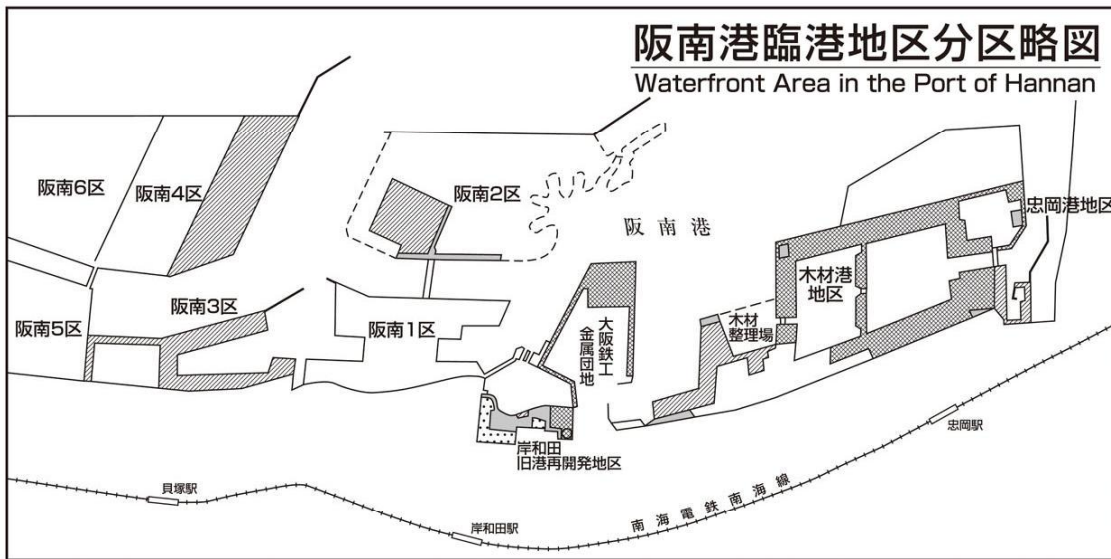 阪南港臨港地区分区略図
Waterfront Area in the Port of Hannan
阪南6区
阪南4区
阪南2区
阪南港
忠岡港地区
木材港
地区
阪南3区
阪南5区
阪南1区
大阪鉄工
金属団地
木材
整理場
岸和田
旧港再開発地区
忠岡駅
貝塚駅
岸和田駅
南海電鉄南海線